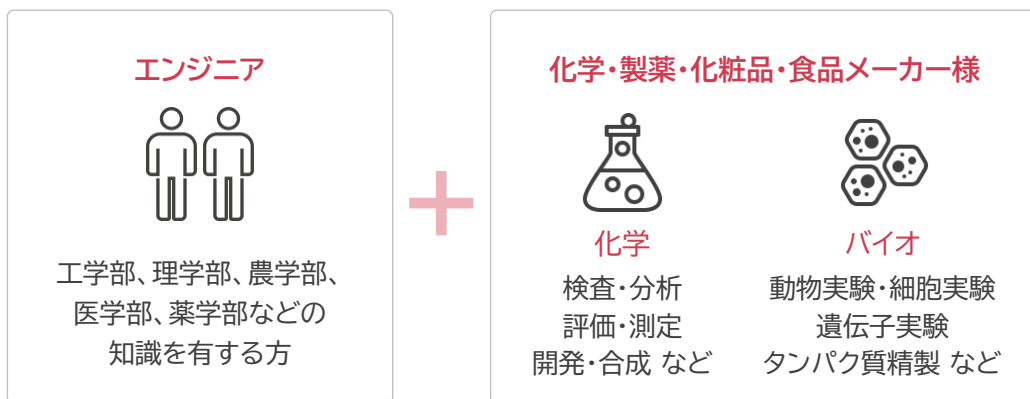 エンジニア
工学部、理学部、農学部、
医学部、薬学部などの
知識を有する方
化学・製薬・化粧品・食品メーカー様
化学
検査・分析
評価・測定
開発・合成 など
バイオ
動物実験・細胞実験
遺伝子実験
タンパク質精製 など